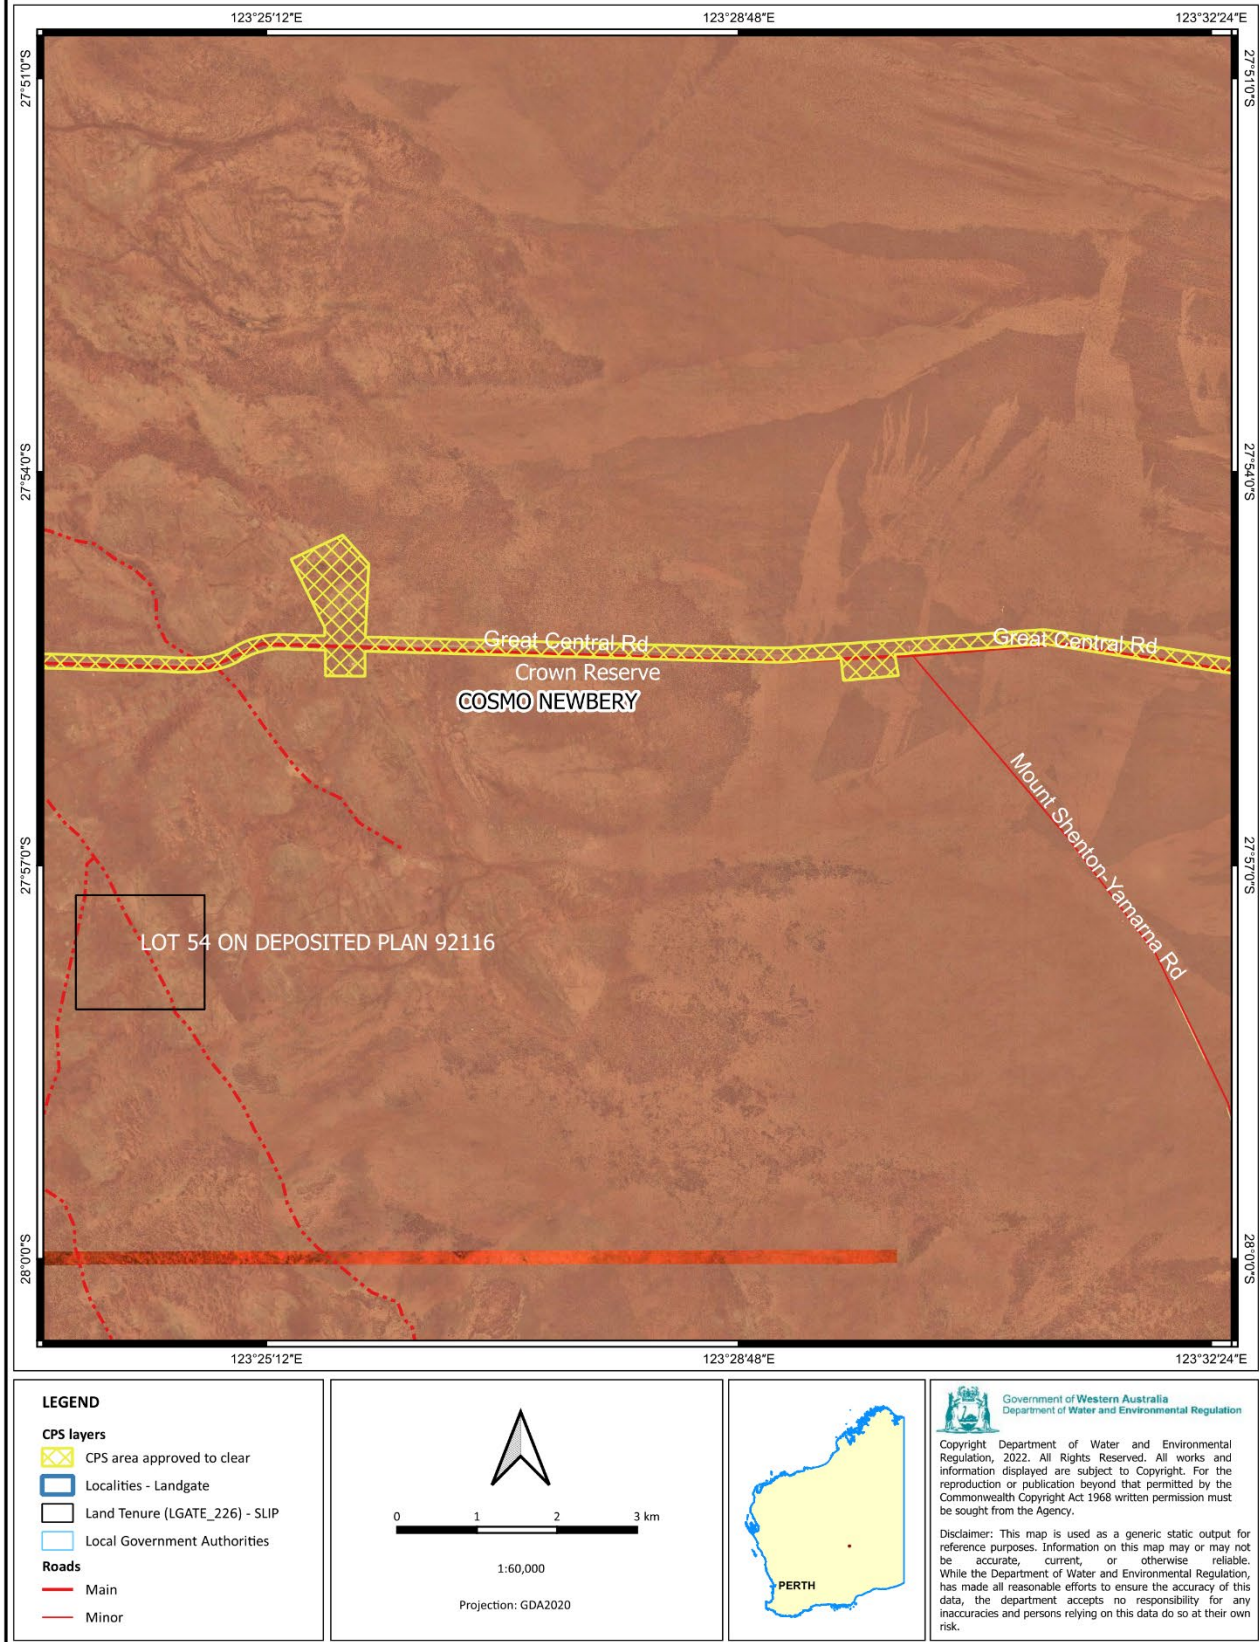 123°25'12"E
123°28'48"E
123°32'24"E
27°51'0"S
27°51'0"S
27°54'0"S
27°54'0"S
Great Central Rd
Great Central Rd
Crown Reserve
COSMO NEWBERY
Mount Shenton-Yamarna Rd
27°57'0"S
27°57'0"S
LOT 54 ON DEPOSITED PLAN 92116
28°0'0"S
28°0'0"S
123°25'12"E
123°28'48"E
123°32'24"E
LEGEND
CPS layers
CPS area approved to clear
Localities - Landgate
Land Tenure (LGATE_226) - SLIP
Local Government Authorities
Roads
Main
Minor
0 1 2 3 km
1:60,000
Projection: GDA2020
PERTH
Government of Western Australia
Department of Water and Environmental Regulation
Copyright Department of Water and Environmental
Regulation, 2022. All Rights Reserved. All works and
information displayed are subject to Copyright. For the
reproduction or publication beyond that permitted by the
Commonwealth Copyright Act 1968 written permission must
be sought from the Agency.
Disclaimer: This map is used as a generic static output for
reference purposes. Information on this map may or may not
be accurate, current, or otherwise reliable.
While the Department of Water and Environmental Regulation,
has made all reasonable efforts to ensure the accuracy of this
data, the department accepts no responsibility for any
inaccuracies and persons relying on this data do so at their own
risk.